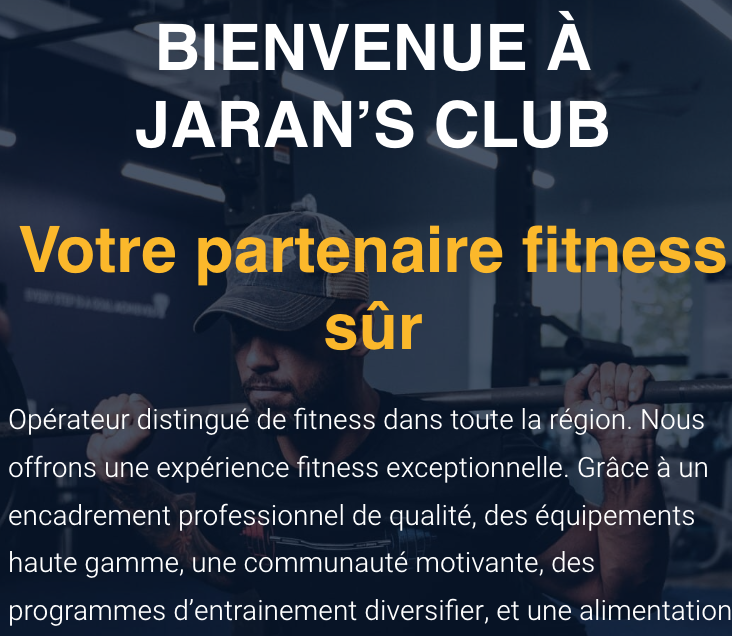 BIENVENUE À
JARAN’S CLUB
Votre partenaire fitness
sûr
Opérateur distingué de fitness dans toute la région. Nous
offrons une expérience fitness exceptionnelle. Grâce à un
encadrement professionnel de qualité, des équipements
haute gamme, une communauté motivante, des
programmes d’entrainement diversifier, et une alimentation